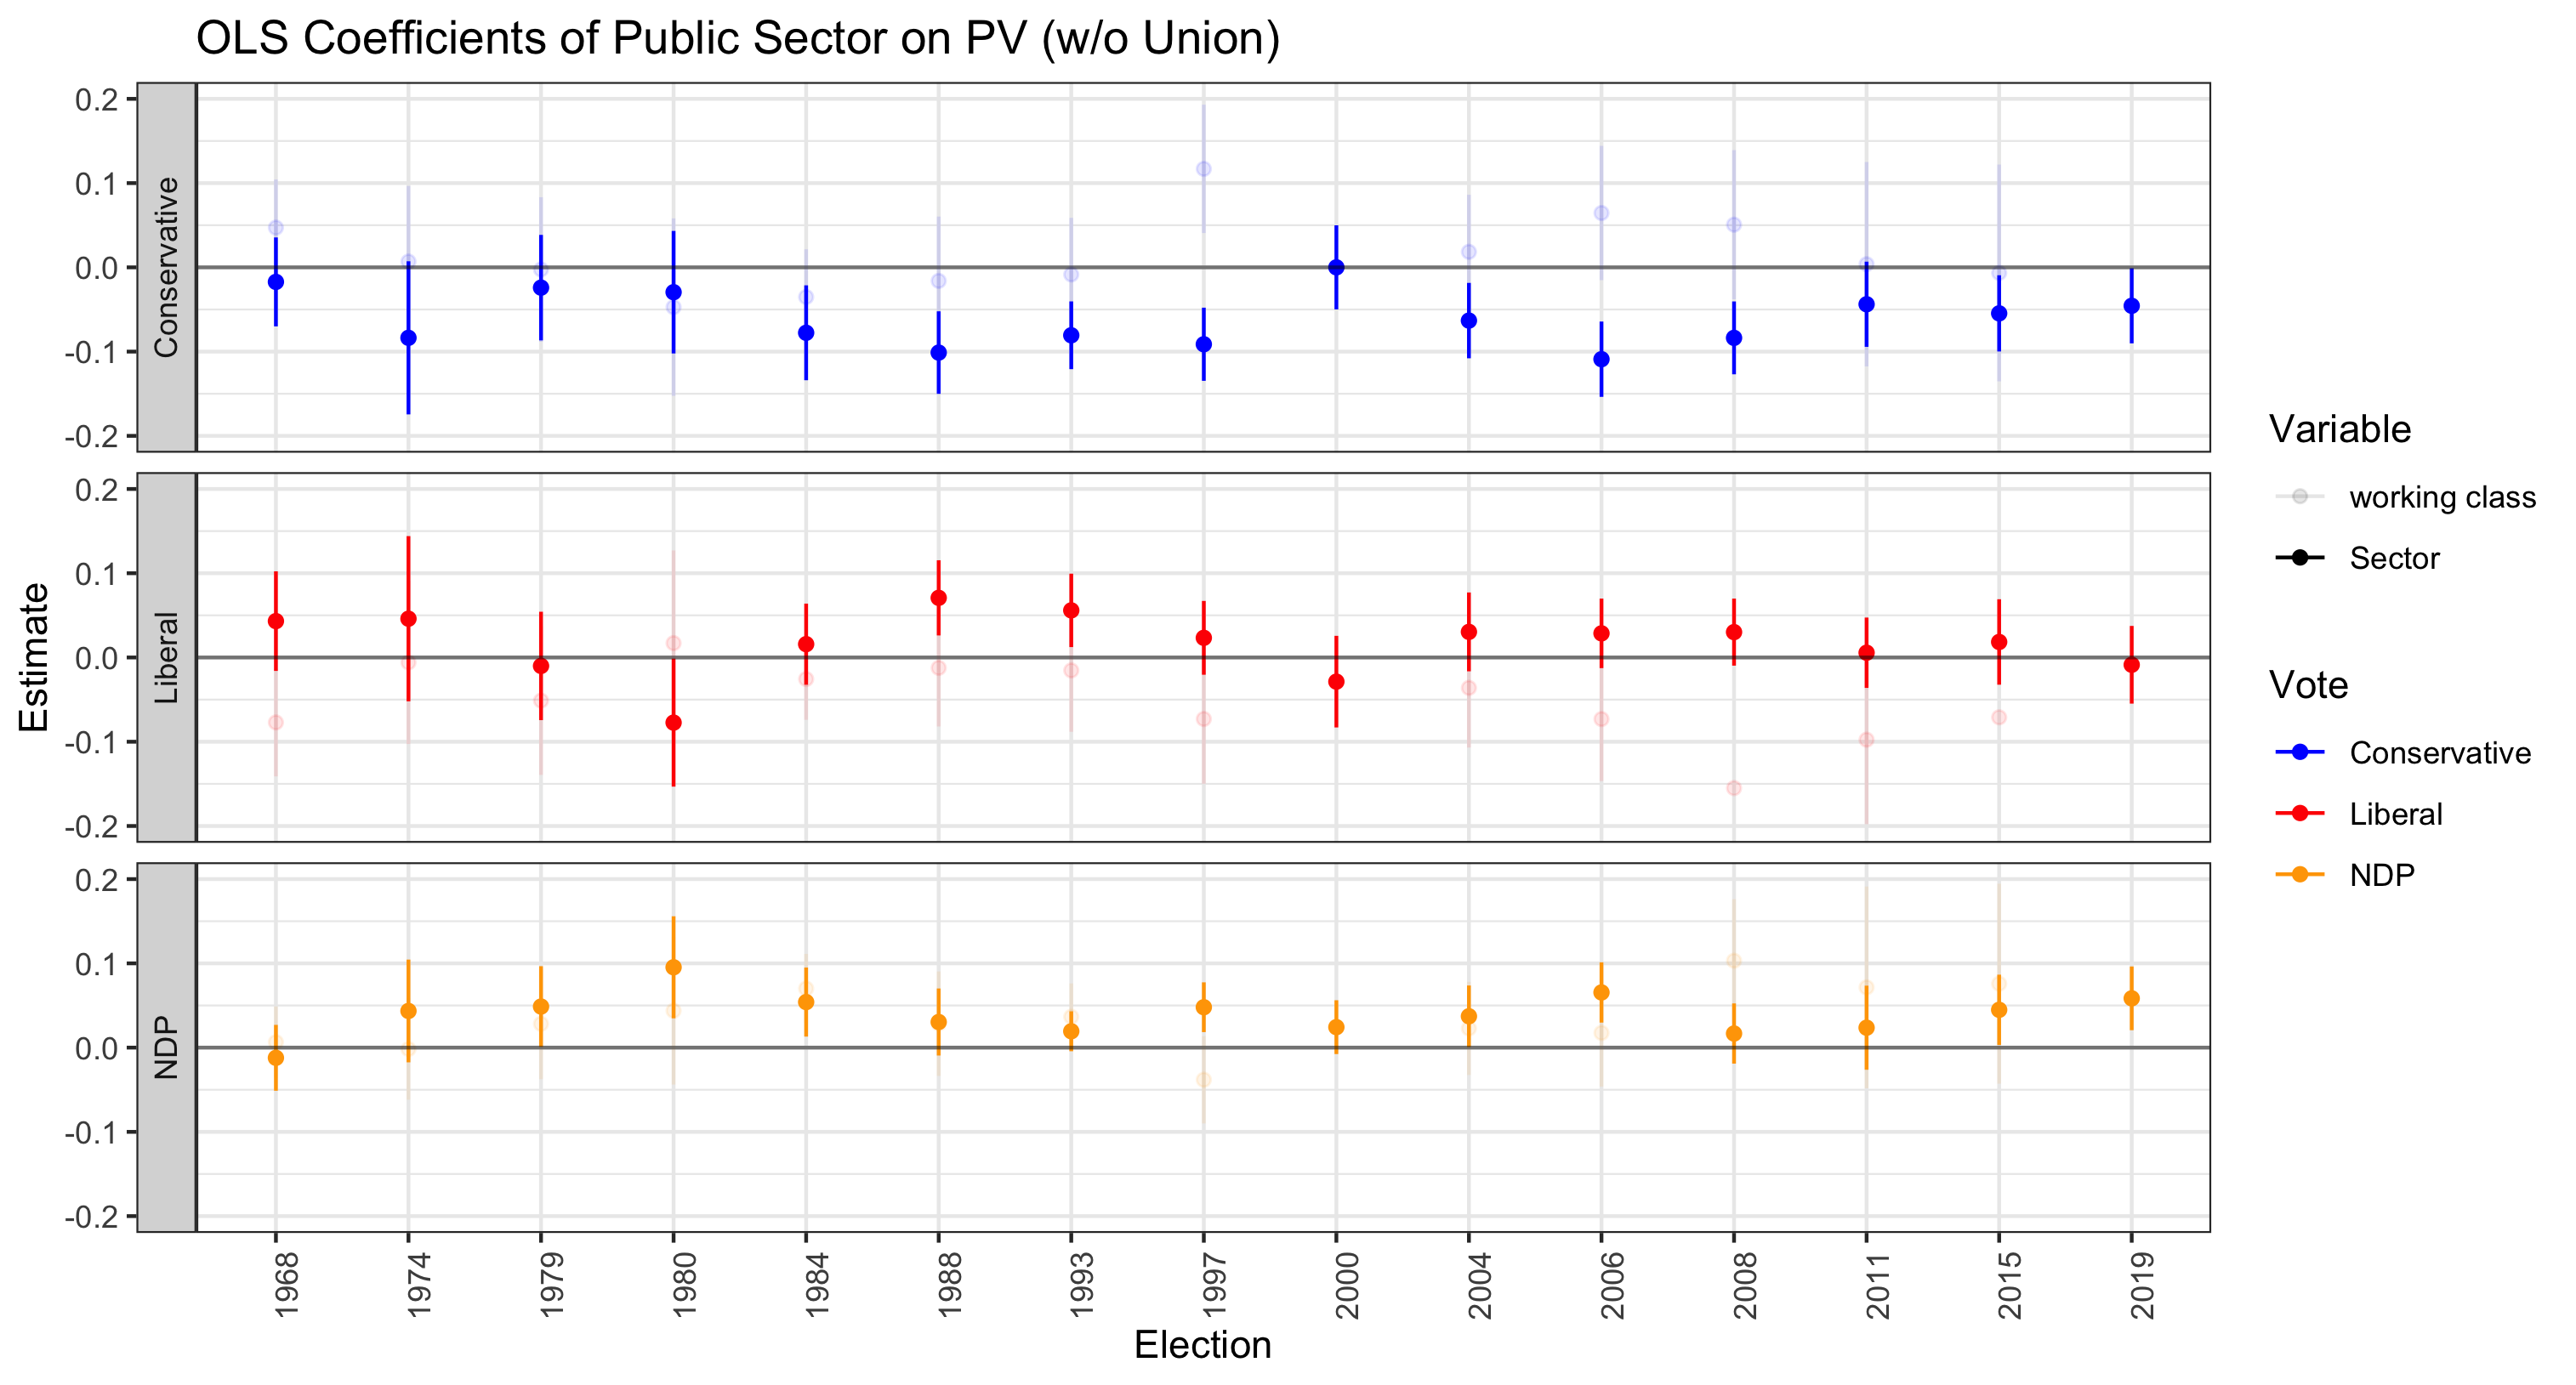 OLS Coefficients of Public Sector on PV (w/o Union)
Estimate
Conservative
0.2
0.1
0.0
-0.1
-0.2
Liberal
0.2
0.1
0.0
-0.1
-0.2
NDP
0.2
0.1
0.0
-0.1
-0.2
1968
1974
1979
1980
1984
1988
1993
1997
2000
2004
2006
2008
2011
2015
2019
Election
Variable
working class
Sector
Vote
Conservative
Liberal
NDP